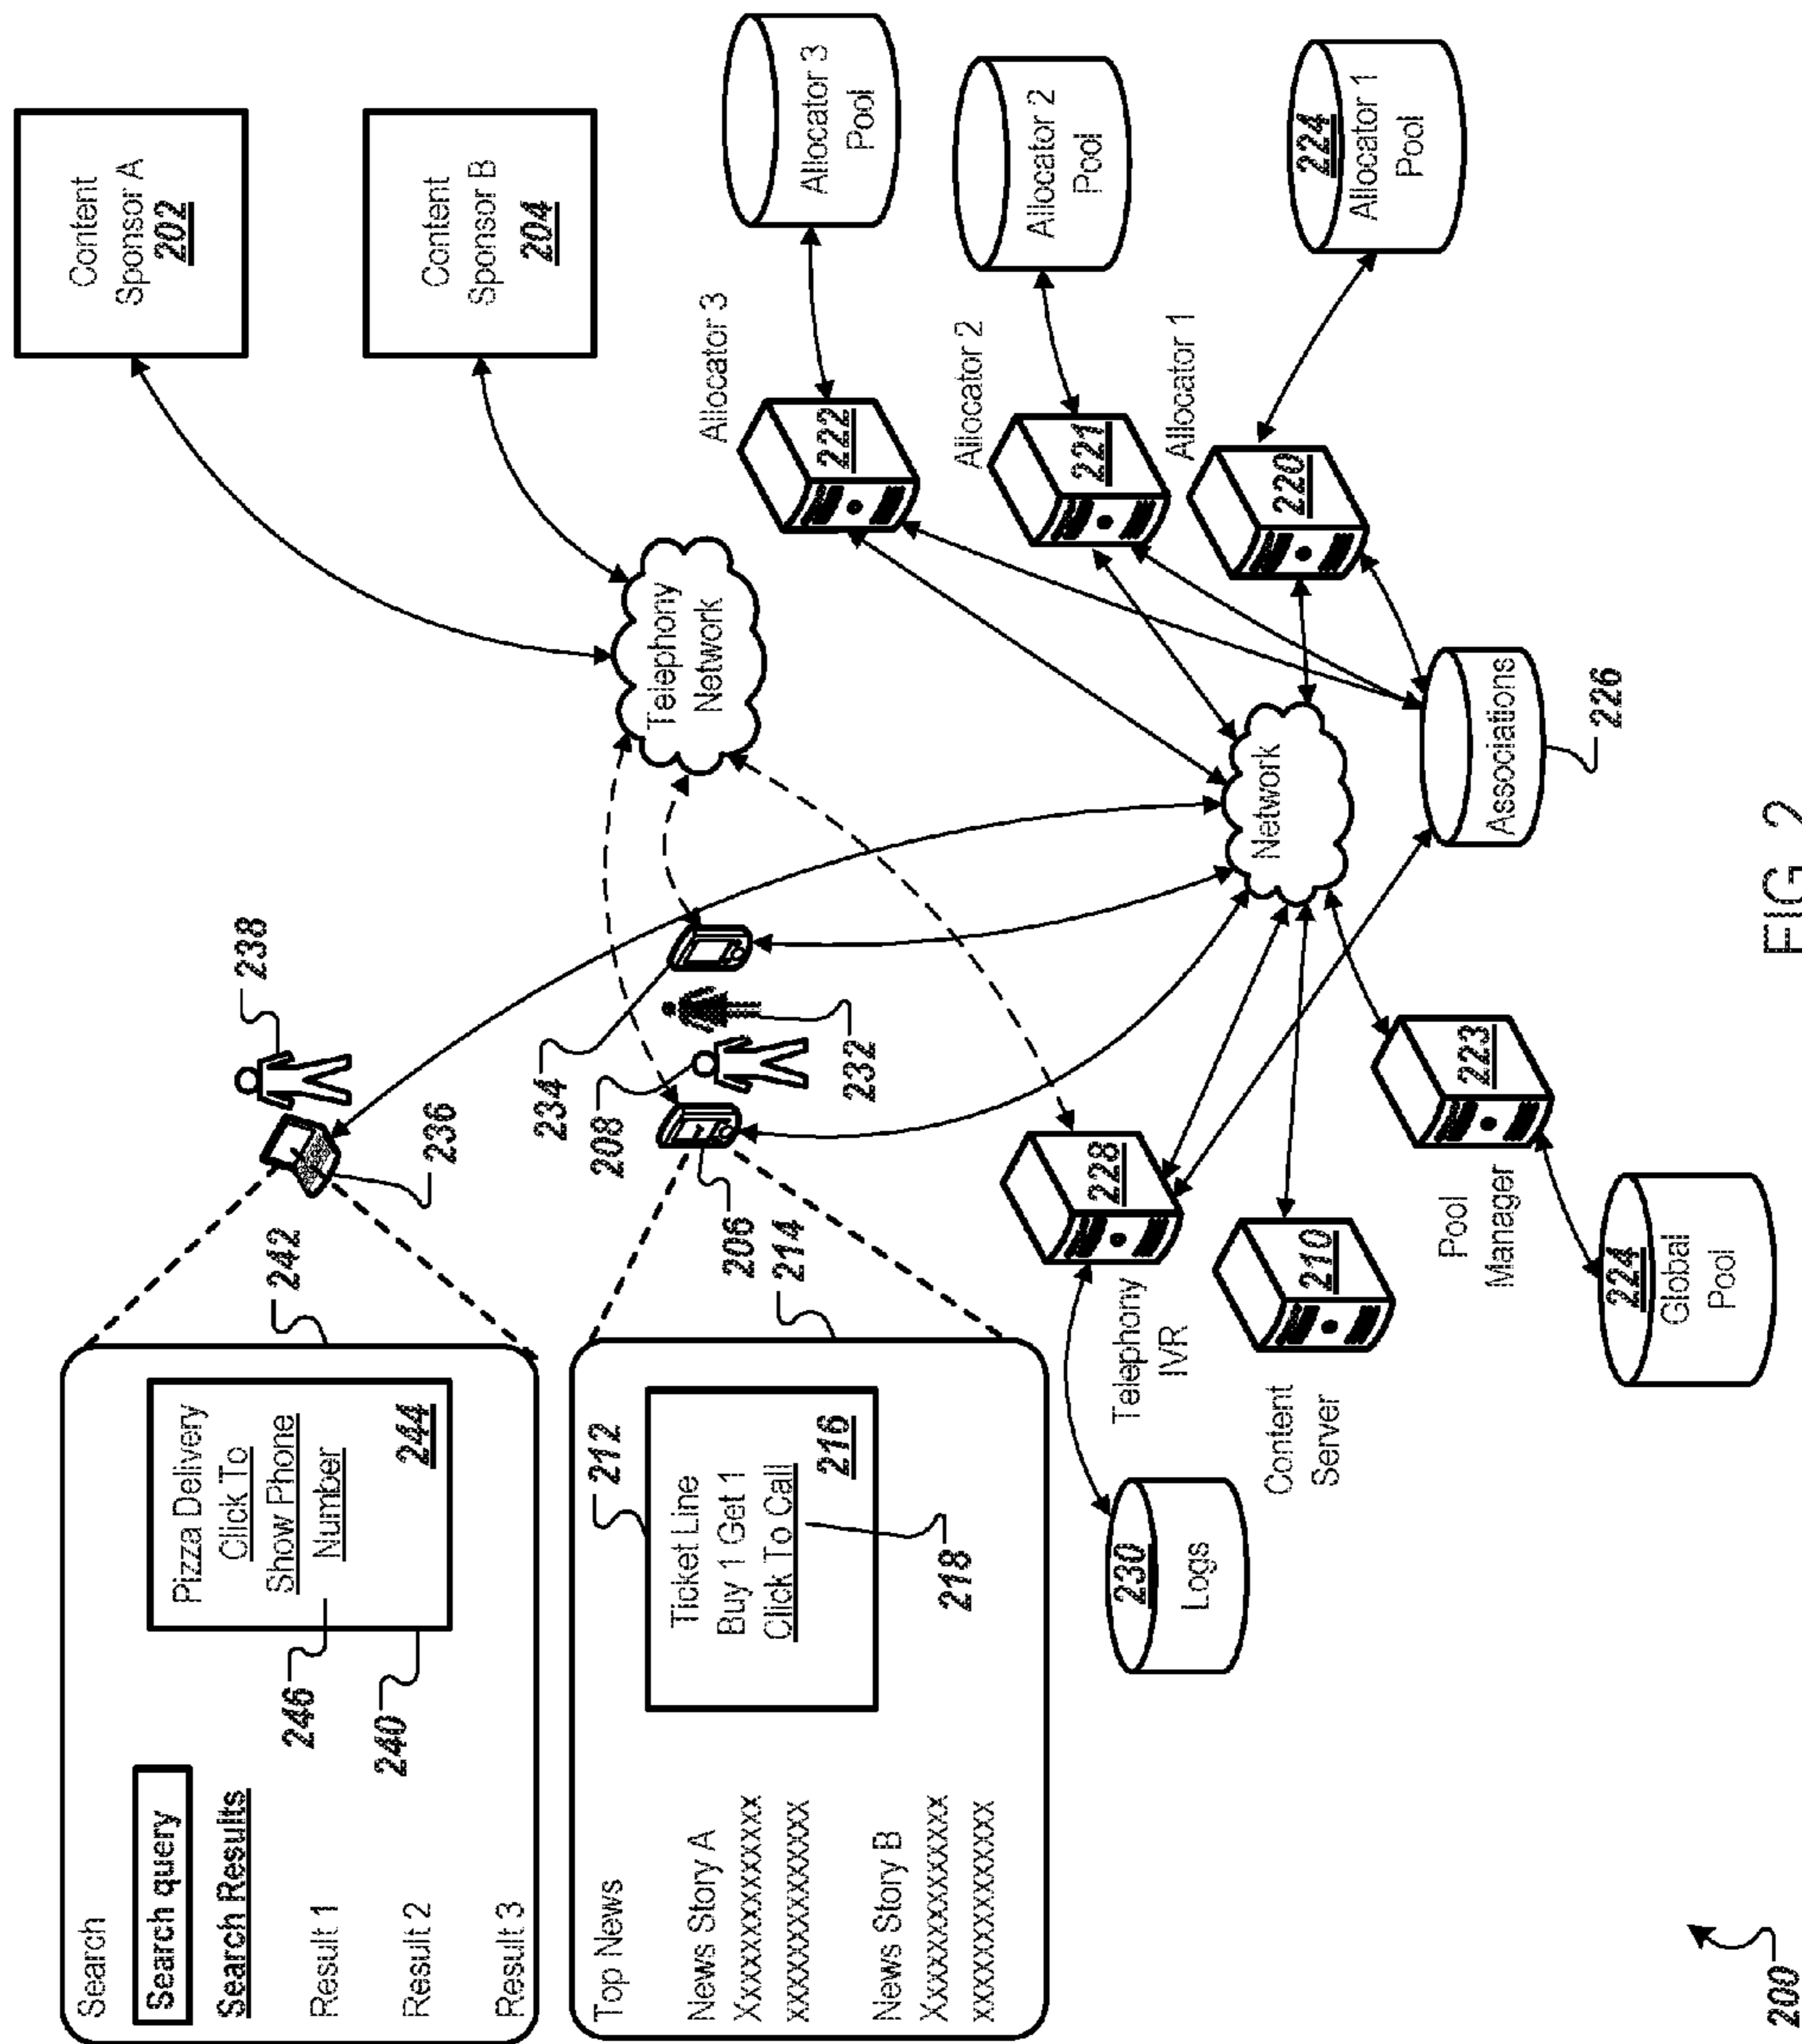 Search
Search query
Search Results
Result 1
Result 2
Result 3
Pizza Delivery
Click To
Show Phone
Number
244
246
240
242
236
238
Content
Sponsor A
202
Content
Sponsor B
204
Top News
News Story A
Xxxxxxxxxxxx
xxxxxxxxxxxx
News Story B
Xxxxxxxxxxxx
xxxxxxxxxxxx
212
Ticket Line
Buy 1 Get 1
Click To Call
216
218
214
206
208
234
232
Telephony
Network
Allocator 3
222
Allocator 3
Pool
Allocator 2
221
Allocator 2
Pool
Allocator 1
220
224
Allocator 1
Pool
230
Logs
Telephony
IVR
228
Content
Server
210
Network
Pool
Manager
223
224
Global
Pool
Associations
226
200
FIG. 2